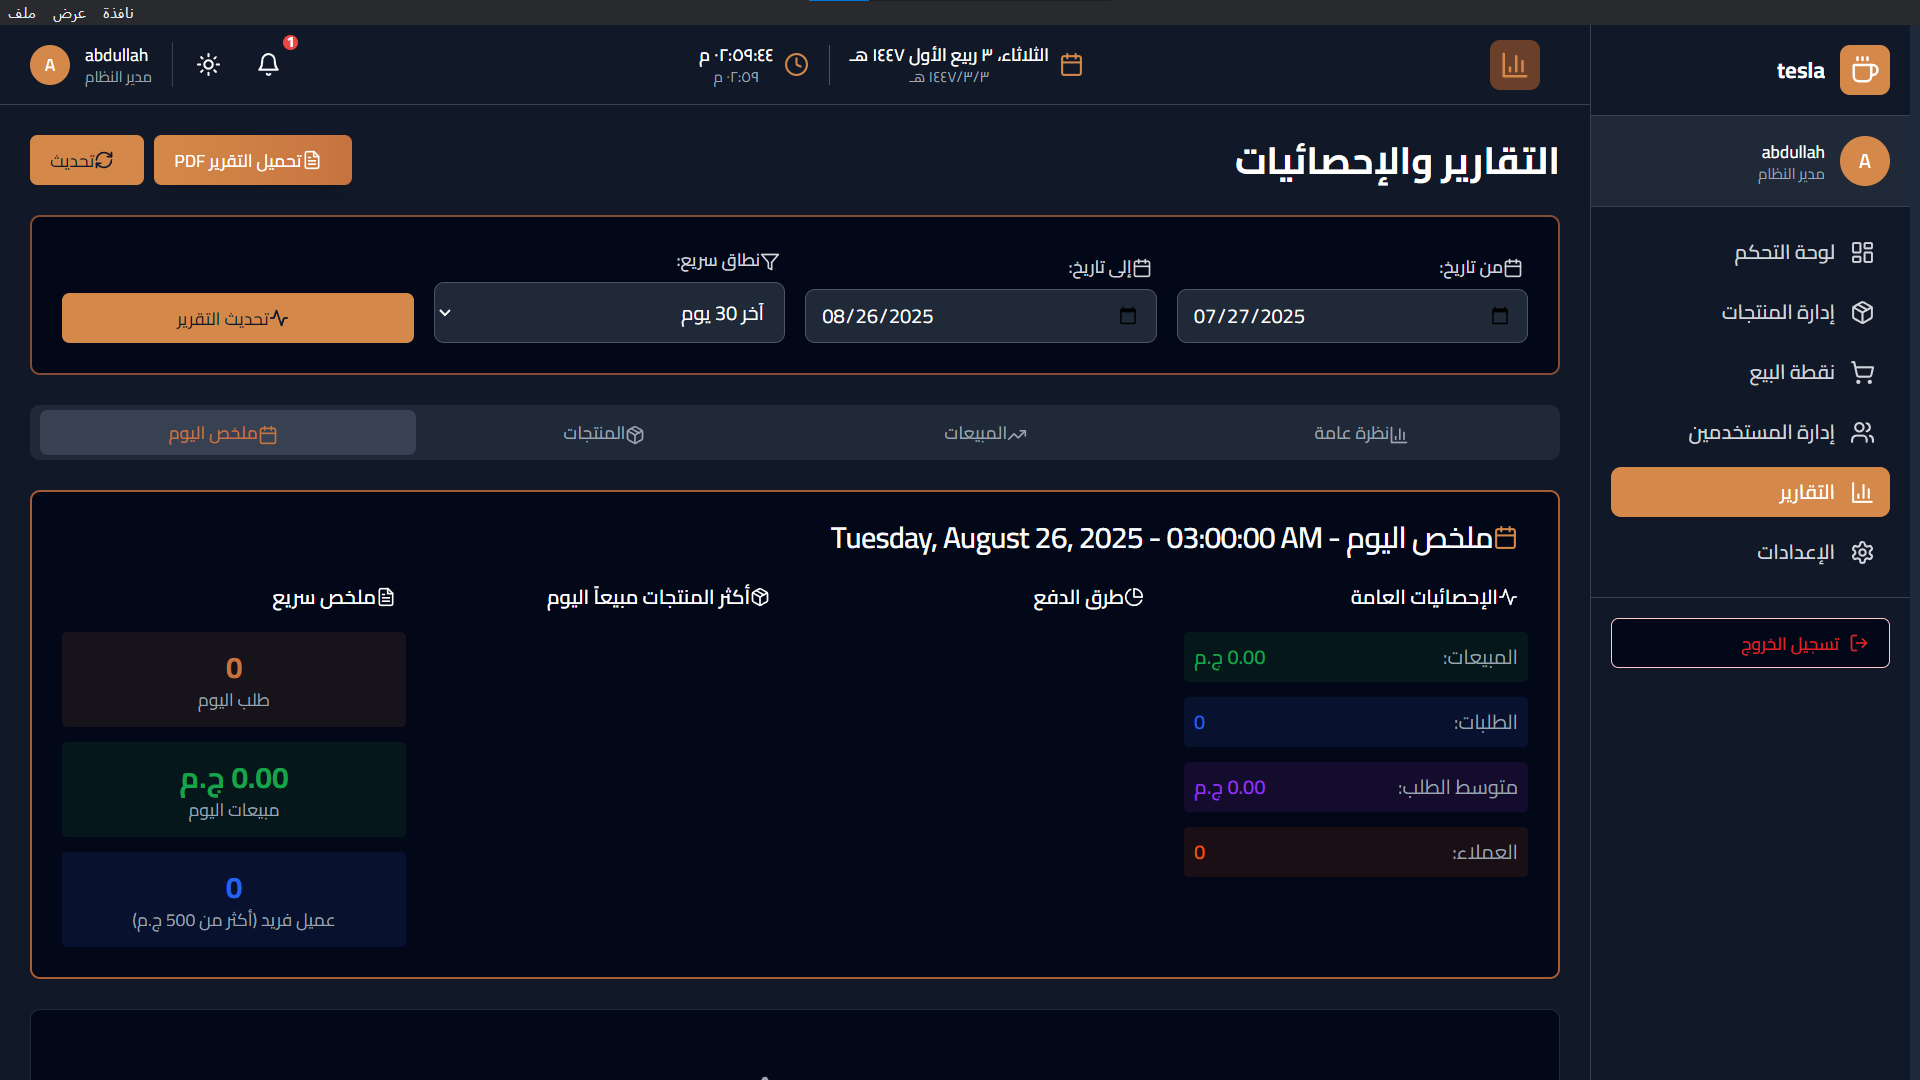 ملف عرض نافذة
tesla
abdullah
مدير النظام
لوحة التحكم
إدارة المنتجات
نقطة البيع
إدارة المستخدمين
التقارير
الإعدادات
تسجيل الخروج
الثلاثاء، ٣ ربيع الأول ١٤٤٧ هـ
١٤٤٧/٣/٣ هـ
٠٢:٥٩:٤٤ م
٠٢:٥٩ م
1
abdullah
مدير النظام
A
A
التقارير والإحصائيات
تحميل التقرير PDF
تحديث
من تاريخ:
07/27/2025
إلى تاريخ:
08/26/2025
نطاق سريع:
آخر 30 يوم
تحديث التقرير
نظرة عامة
المبيعات
المنتجات
ملخص اليوم
ملخص اليوم - Tuesday, August 26, 2025 - 03:00:00 AM
الإحصائيات العامة
المبيعات: 0.00 ج.م
الطلبات: 0
متوسط الطلب: 0.00 ج.م
العملاء: 0
طرق الدفع
أكثر المنتجات مبيعاً اليوم
ملخص سريع
0
طلب اليوم
0.00 ج.م
مبيعات اليوم
0
عميل فريد (أكثر من 500 ج.م)